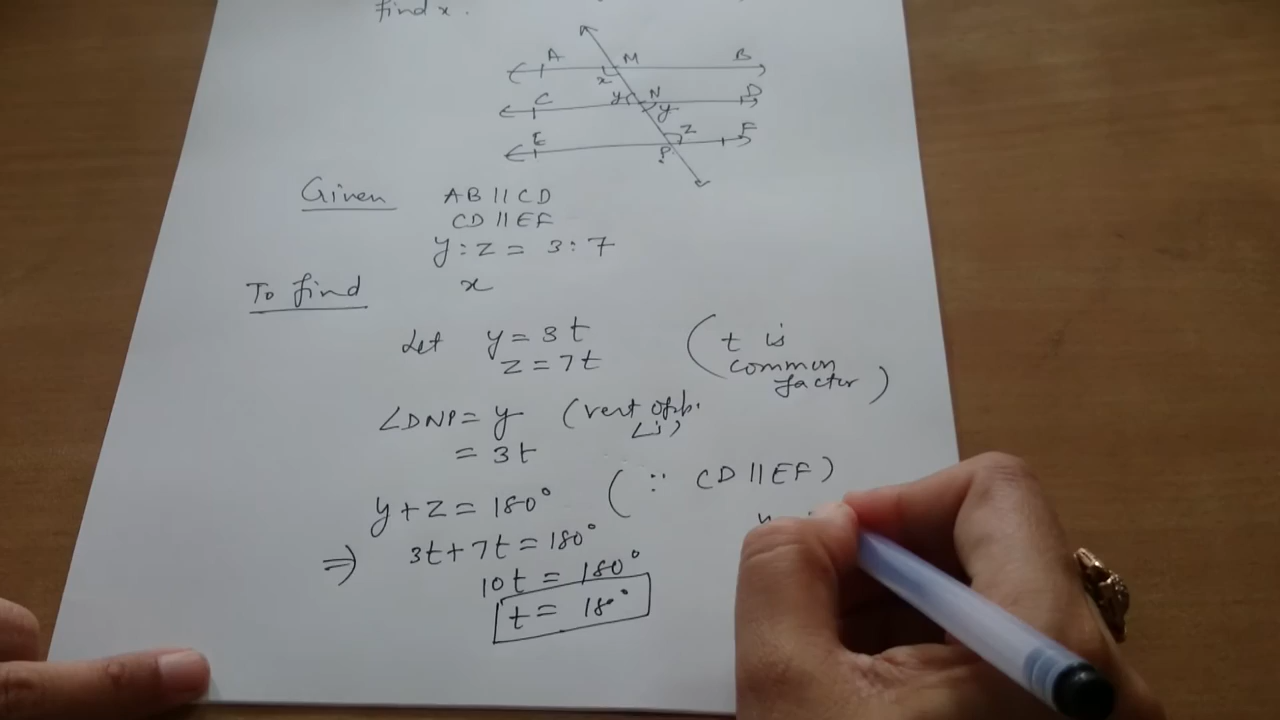 find x.
A M B
x
C y N D
y
E z F
P
Given AB || CD
CD || EF
y : z = 3 : 7
To find x
Let y = 3t (t is
z = 7t common
factor)
∠DNP = y (vert opp.
∠s)
= 3t
y + z = 180° (∵ CD || EF)
⇒ 3t + 7t = 180°
10t = 180°
t = 18°